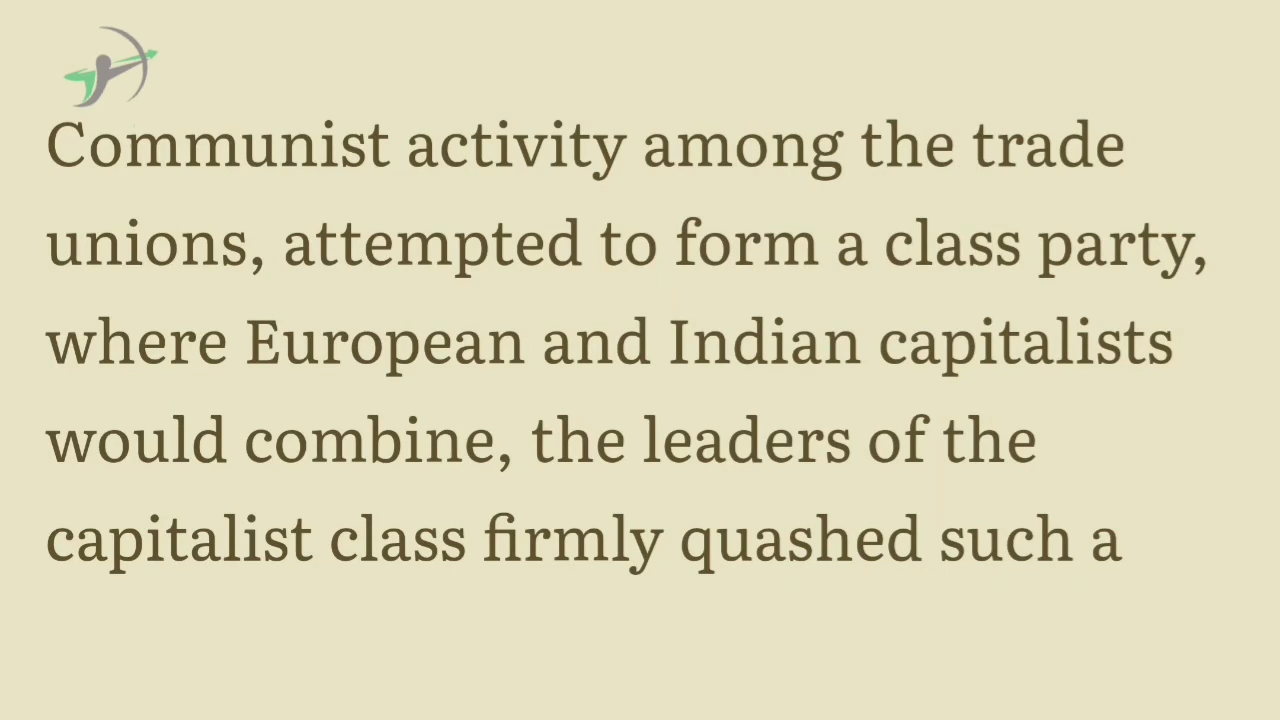 Communist activity among the trade
unions, attempted to form a class party,
where European and Indian capitalists
would combine, the leaders of the
capitalist class firmly quashed such a